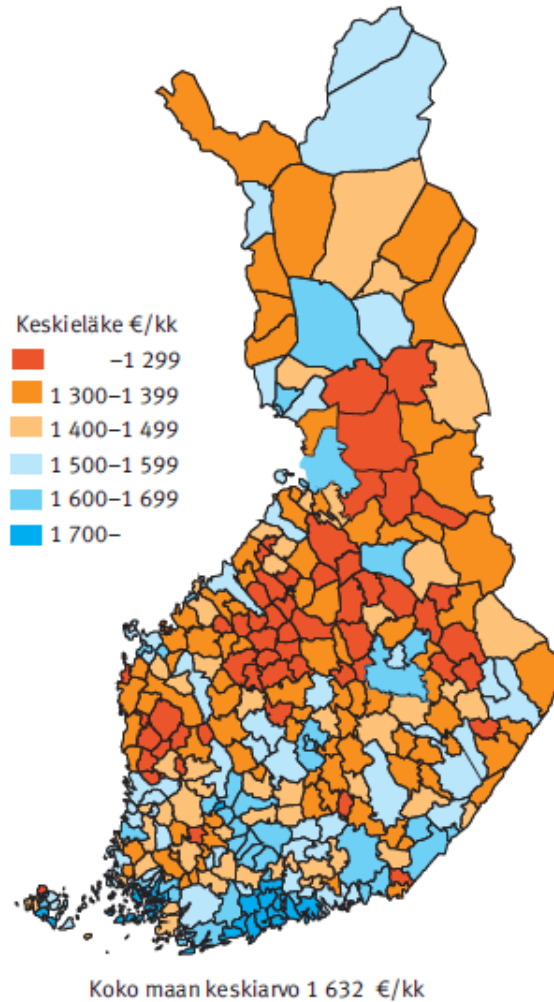 Keskieläke €/kk
–1 299
1 300–1 399
1 400–1 499
1 500–1 599
1 600–1 699
1 700–
Koko maan keskiarvo 1 632 €/kk